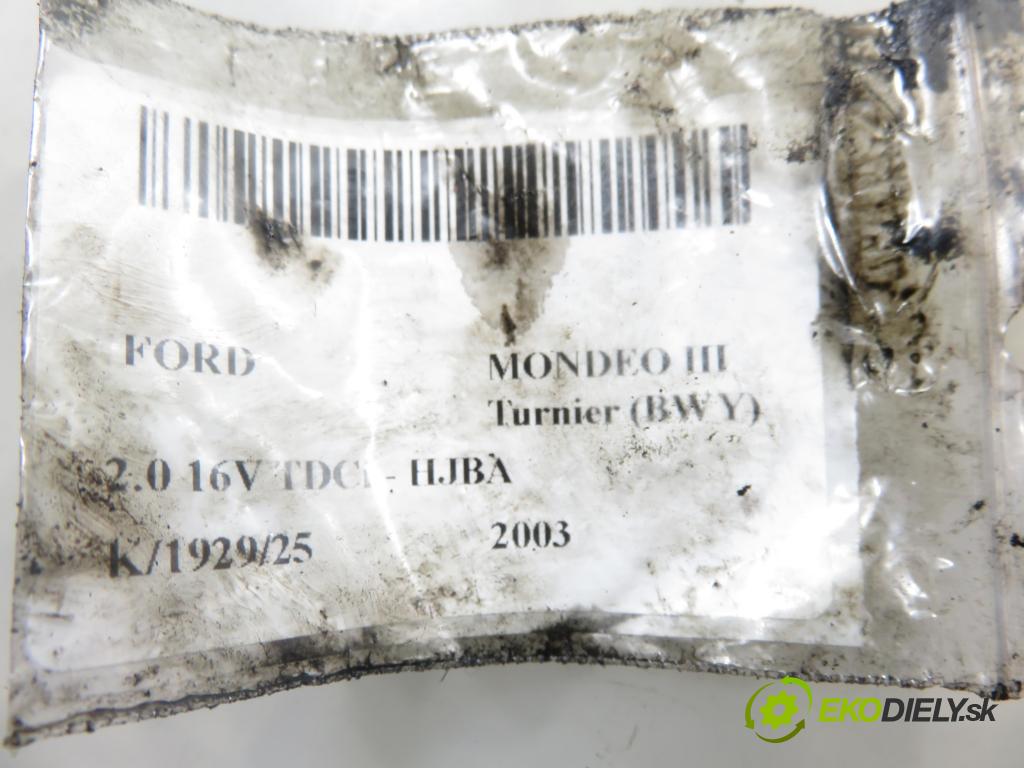 FORD MONDEO III
Turnier (BWY)
2.0 16V TDCi - HJBA
K/1929/25 2003
EKODIELY.sk